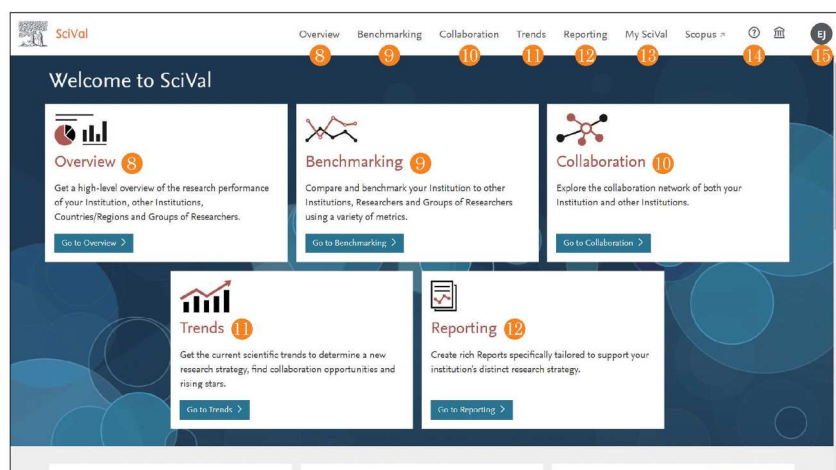 SciVal
Overview Benchmarking Collaboration Trends Reporting My SciVal Scopus ↗ ? EJ
8 9 10 11 12 13 14 15
Welcome to SciVal
Overview 8
Get a high-level overview of the research performance
of your Institution, other Institutions,
Countries/Regions and Groups of Researchers.
Go to Overview >
Benchmarking 9
Compare and benchmark your Institution to other
Institutions, Researchers and Groups of Researchers
using a variety of metrics.
Go to Benchmarking >
Collaboration 10
Explore the collaboration network of both your
Institution and other Institutions.
Go to Collaboration >
Trends 11
Get the current scientific trends to determine a new
research strategy, find collaboration opportunities and
rising stars.
Go to Trends >
Reporting 12
Create rich Reports specifically tailored to support your
institution's distinct research strategy.
Go to Reporting >